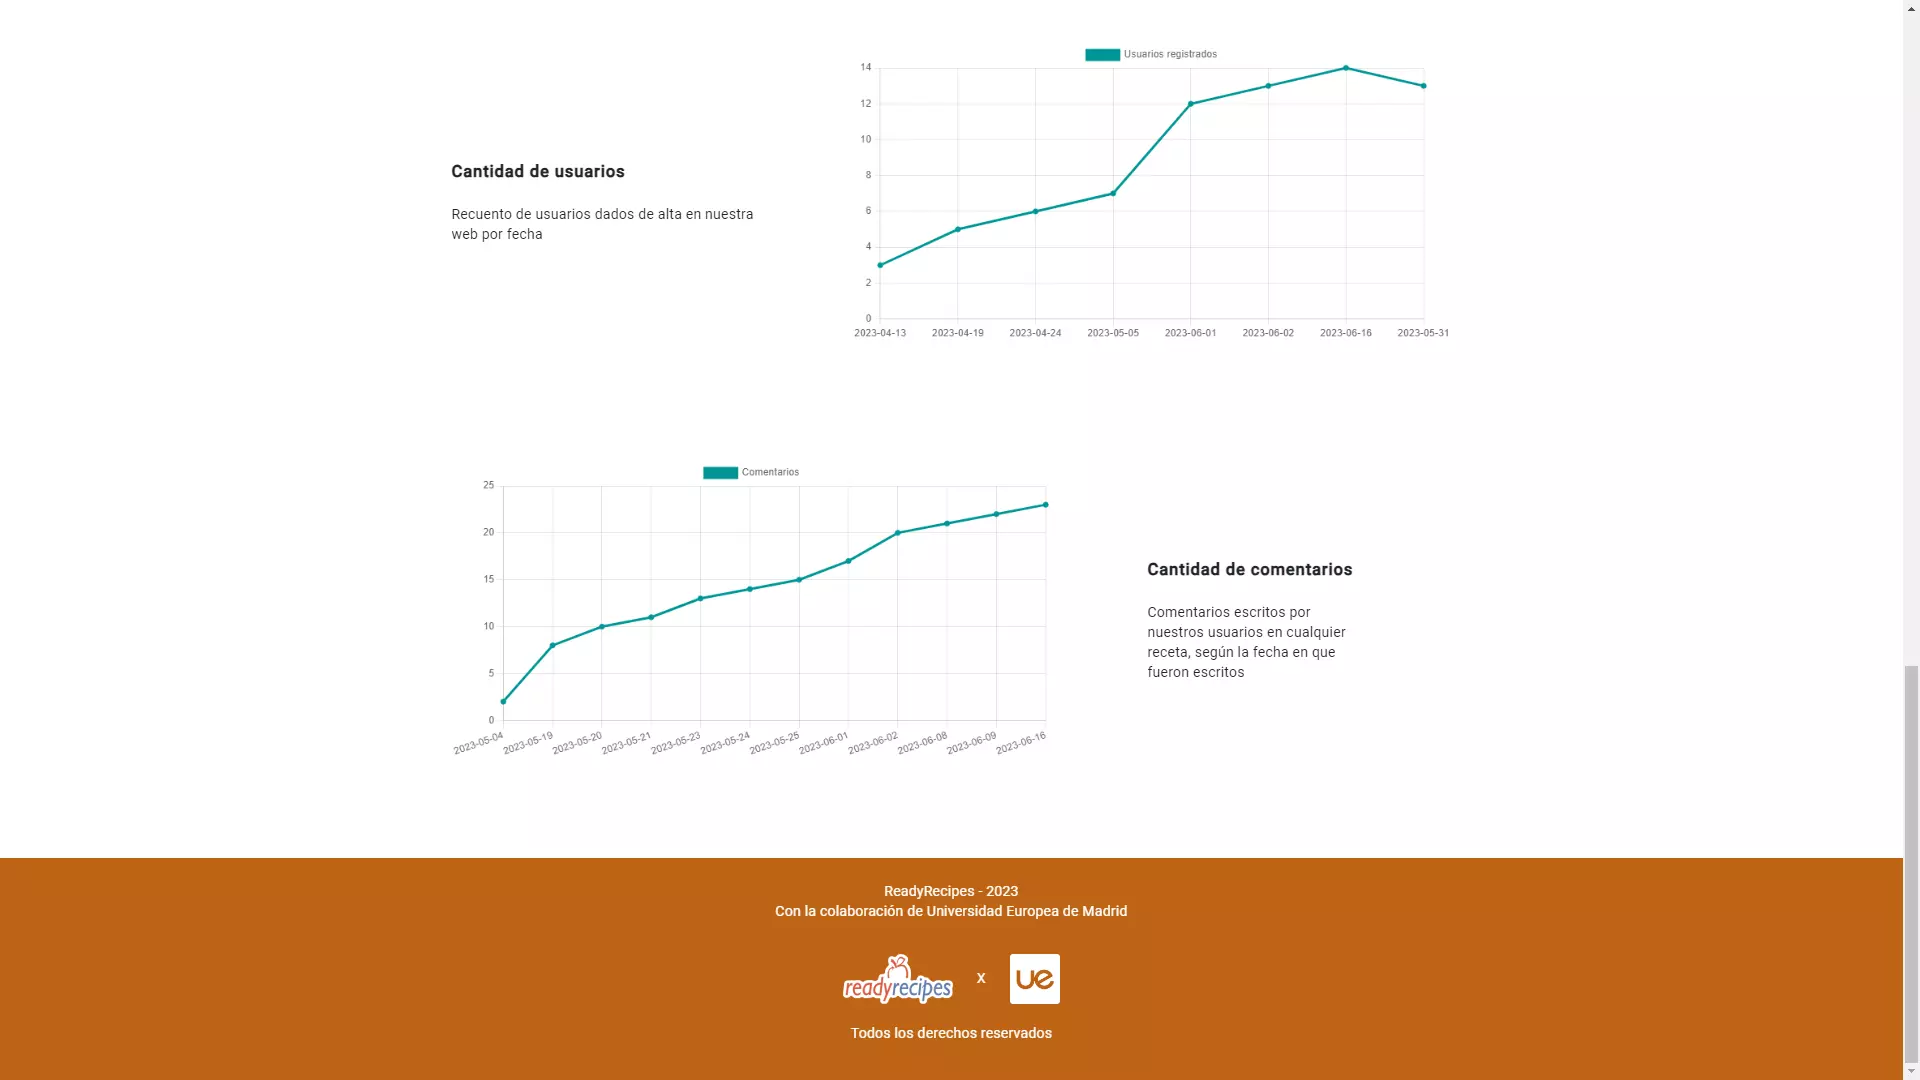 Usuarios registrados
14
12
10
8
6
4
2
0
2023-04-13 2023-04-19 2023-04-24 2023-05-05 2023-06-01 2023-06-02 2023-06-16 2023-05-31
Cantidad de usuarios
Recuento de usuarios dados de alta en nuestra
web por fecha
Comentarios
25
20
15
10
5
0
2023-05-04 2023-05-19 2023-05-20 2023-05-21 2023-05-23 2023-05-24 2023-05-25 2023-06-01 2023-06-02 2023-06-08 2023-06-09 2023-06-16
Cantidad de comentarios
Comentarios escritos por
nuestros usuarios en cualquier
receta, según la fecha en que
fueron escritos
ReadyRecipes - 2023
Con la colaboración de Universidad Europea de Madrid
readyrecipes x ue
Todos los derechos reservados